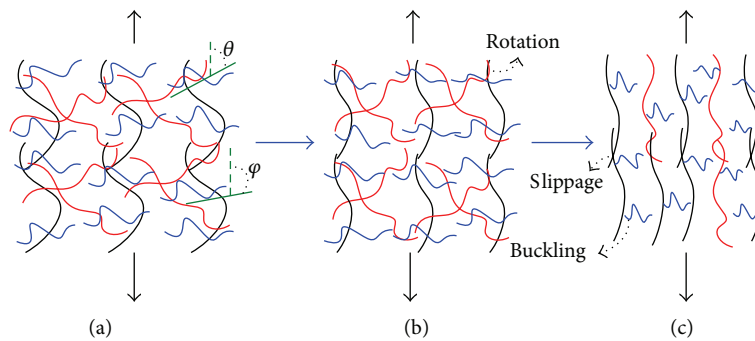 θ
φ
Rotation
Slippage
Buckling
(a)
(b)
(c)